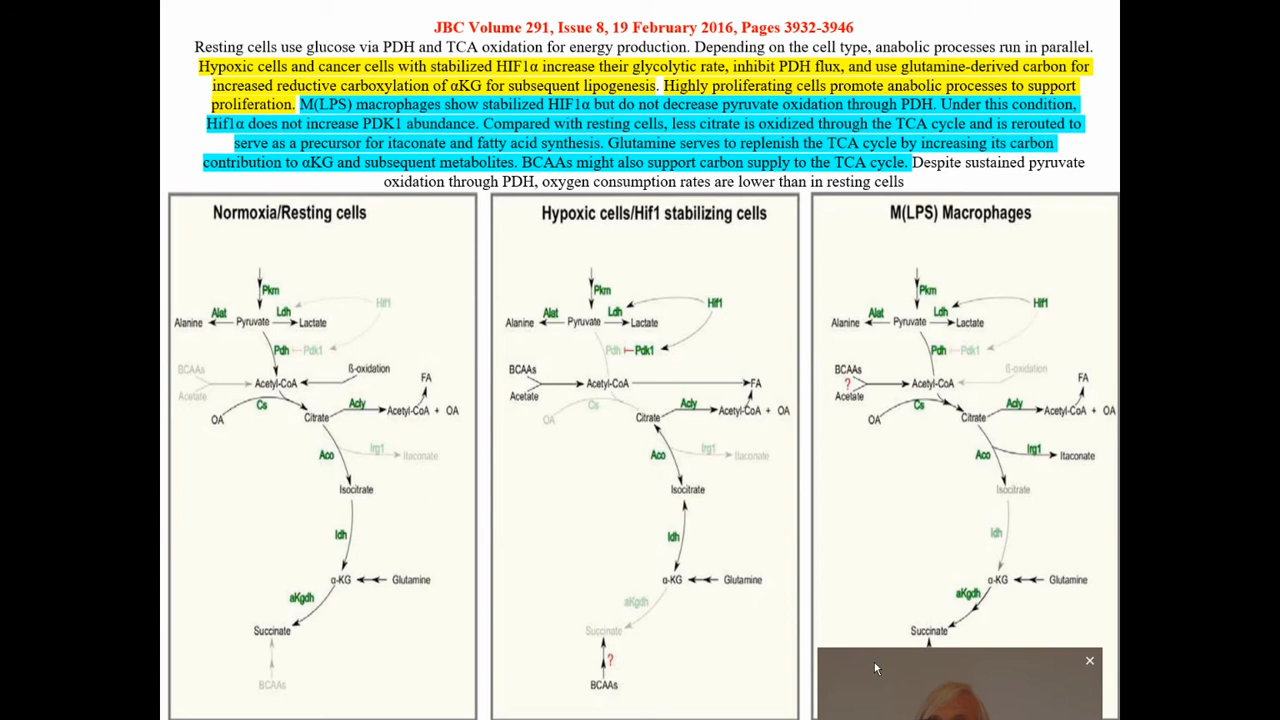 JBC Volume 291, Issue 8, 19 February 2016, Pages 3932-3946
Resting cells use glucose via PDH and TCA oxidation for energy production. Depending on the cell type, anabolic processes run in parallel.
Hypoxic cells and cancer cells with stabilized HIF1α increase their glycolytic rate, inhibit PDH flux, and use glutamine-derived carbon for
increased reductive carboxylation of αKG for subsequent lipogenesis. Highly proliferating cells promote anabolic processes to support
proliferation. M(LPS) macrophages show stabilized HIF1α but do not decrease pyruvate oxidation through PDH. Under this condition,
Hif1α does not increase PDK1 abundance. Compared with resting cells, less citrate is oxidized through the TCA cycle and is rerouted to
serve as a precursor for itaconate and fatty acid synthesis. Glutamine serves to replenish the TCA cycle by increasing its carbon
contribution to αKG and subsequent metabolites. BCAAs might also support carbon supply to the TCA cycle. Despite sustained pyruvate
oxidation through PDH, oxygen consumption rates are lower than in resting cells
Normoxia/Resting cells
Pkm
Hif1
Alat
Ldh
Alanine
Pyruvate
Lactate
Pdh
Pdk1
BCAAs
ß-oxidation
Acetate
Acetyl-CoA
FA
Cs
Acly
OA
Citrate
Acetyl-CoA + OA
Aco
Irg1
Itaconate
Isocitrate
Idh
α-KG
Glutamine
aKgdh
Succinate
BCAAs
Hypoxic cells/Hif1 stabilizing cells
Pkm
Hif1
Alat
Ldh
Alanine
Pyruvate
Lactate
Pdh
Pdk1
BCAAs
Acetate
Acetyl-CoA
FA
Cs
Acly
OA
Citrate
Acetyl-CoA + OA
Aco
Irg1
Itaconate
Isocitrate
Idh
α-KG
Glutamine
aKgdh
Succinate
?
BCAAs
M(LPS) Macrophages
Pkm
Hif1
Alat
Ldh
Alanine
Pyruvate
Lactate
Pdh
Pdk1
BCAAs
ß-oxidation
?
Acetate
Acetyl-CoA
FA
Cs
Acly
OA
Citrate
Acetyl-CoA + OA
Aco
Irg1
Itaconate
Isocitrate
Idh
α-KG
Glutamine
aKgdh
Succinate